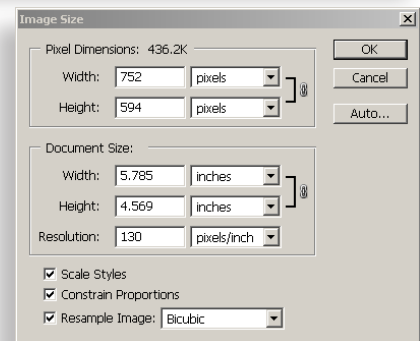 Image Size
Pixel Dimensions: 436.2K
OK
Width: 752 pixels
Cancel
Height: 594 pixels
Auto...
Document Size:
Width: 5.785 inches
Height: 4.569 inches
Resolution: 130 pixels/inch
Scale Styles
Constrain Proportions
Resample Image: Bicubic